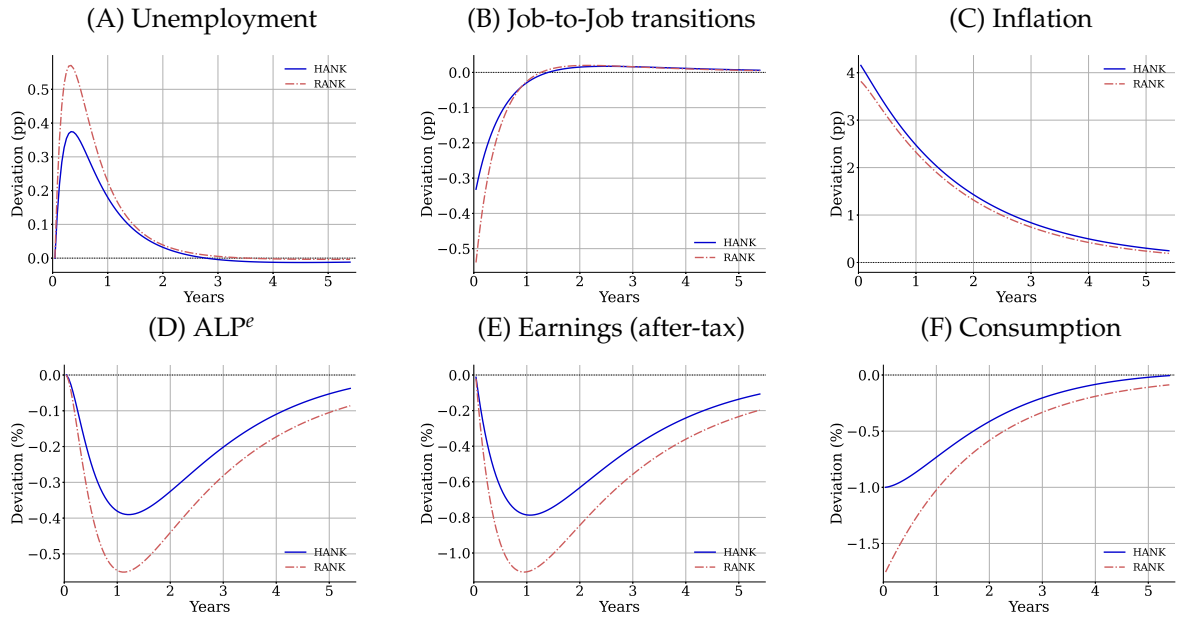 (A) Unemployment
Deviation (pp)
0.5
0.4
0.3
0.2
0.1
0.0
HANK
RANK
0 1 2 3 4 5
Years
(B) Job-to-Job transitions
Deviation (pp)
0.0
−0.1
−0.2
−0.3
−0.4
−0.5
HANK
RANK
0 1 2 3 4 5
Years
(C) Inflation
Deviation (pp)
4
3
2
1
0
HANK
RANK
0 1 2 3 4 5
Years
(D) ALPᵉ
Deviation (%)
0.0
−0.1
−0.2
−0.3
−0.4
−0.5
HANK
RANK
0 1 2 3 4 5
Years
(E) Earnings (after-tax)
Deviation (%)
0.0
−0.2
−0.4
−0.6
−0.8
−1.0
HANK
RANK
0 1 2 3 4 5
Years
(F) Consumption
Deviation (%)
0.0
−0.5
−1.0
−1.5
HANK
RANK
0 1 2 3 4 5
Years